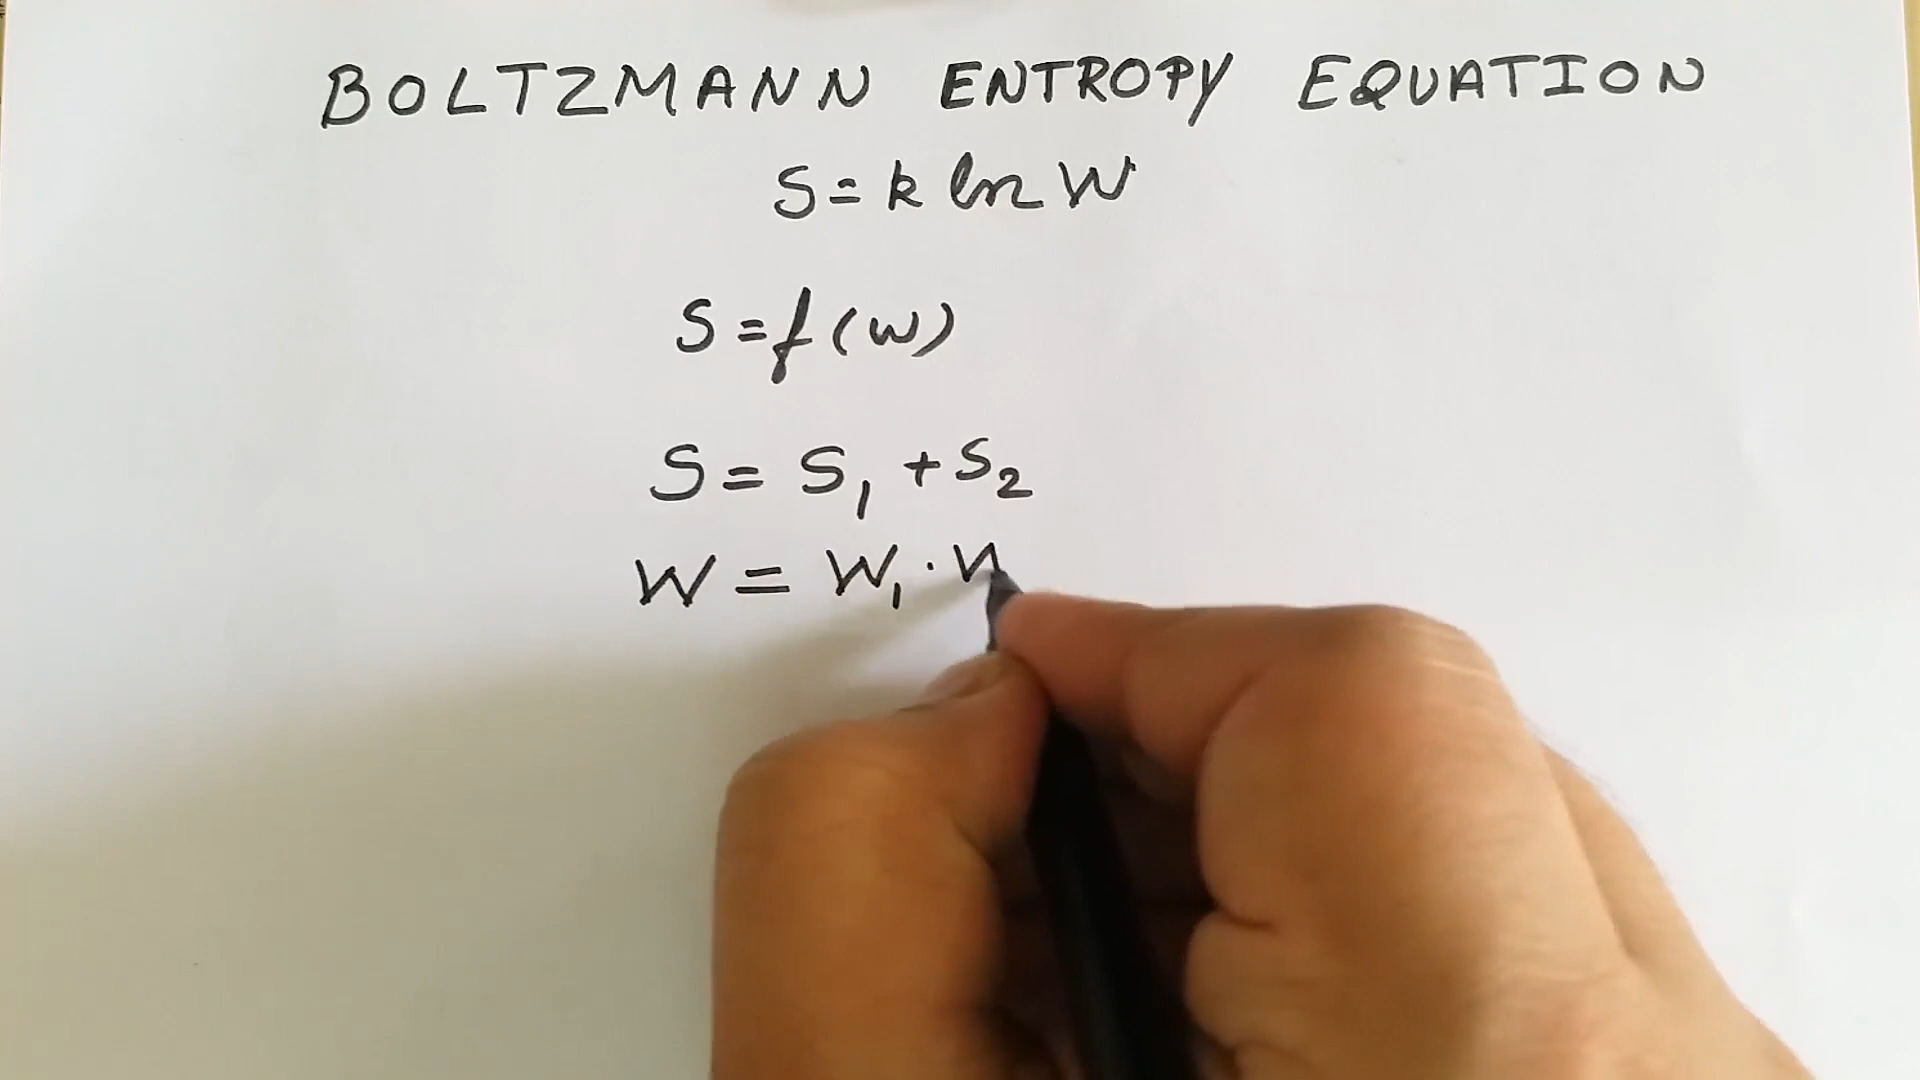 BOLTZMANN ENTROPY EQUATION
S = k ln W
S = f(w)
S = S₁ + S₂
W = W₁ ·